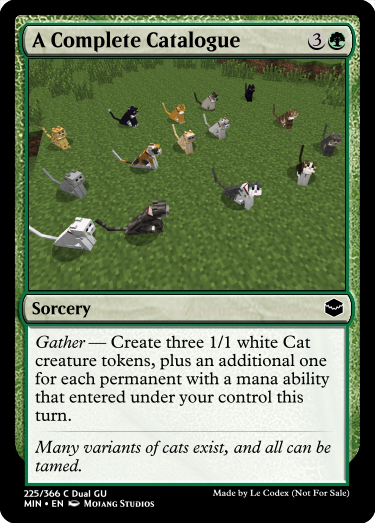 A Complete Catalogue 3
Sorcery
Gather — Create three 1/1 white Cat
creature tokens, plus an additional one
for each permanent with a mana ability
that entered under your control this
turn.
Many variants of cats exist, and all can be
tamed.
225/366 C Dual GU
MIN • EN Mojang Studios
Made by Le Codex (Not For Sale)